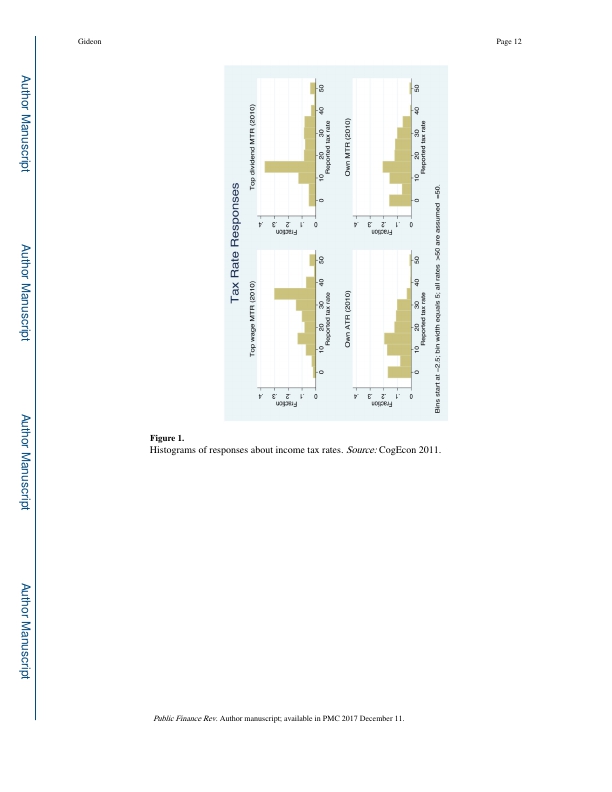 Gideon
Page 12
Author Manuscript
Author Manuscript
Author Manuscript
Author Manuscript
Tax Rate Responses
Top wage MTR (2010)
Fraction
0 .1 .2 .3 .4
0 10 20 30 40 50
Reported tax rate
Top dividend MTR (2010)
Fraction
0 .1 .2 .3 .4
0 10 20 30 40 50
Reported tax rate
Own ATR (2010)
Fraction
0 .1 .2 .3 .4
0 10 20 30 40 50
Reported tax rate
Own MTR (2010)
Fraction
0 .1 .2 .3 .4
0 10 20 30 40 50
Reported tax rate
Bins start at −2.5; bin width equals 5; all rates >50 are assumed =50.
Figure 1.
Histograms of responses about income tax rates. Source: CogEcon 2011.
Public Finance Rev. Author manuscript; available in PMC 2017 December 11.